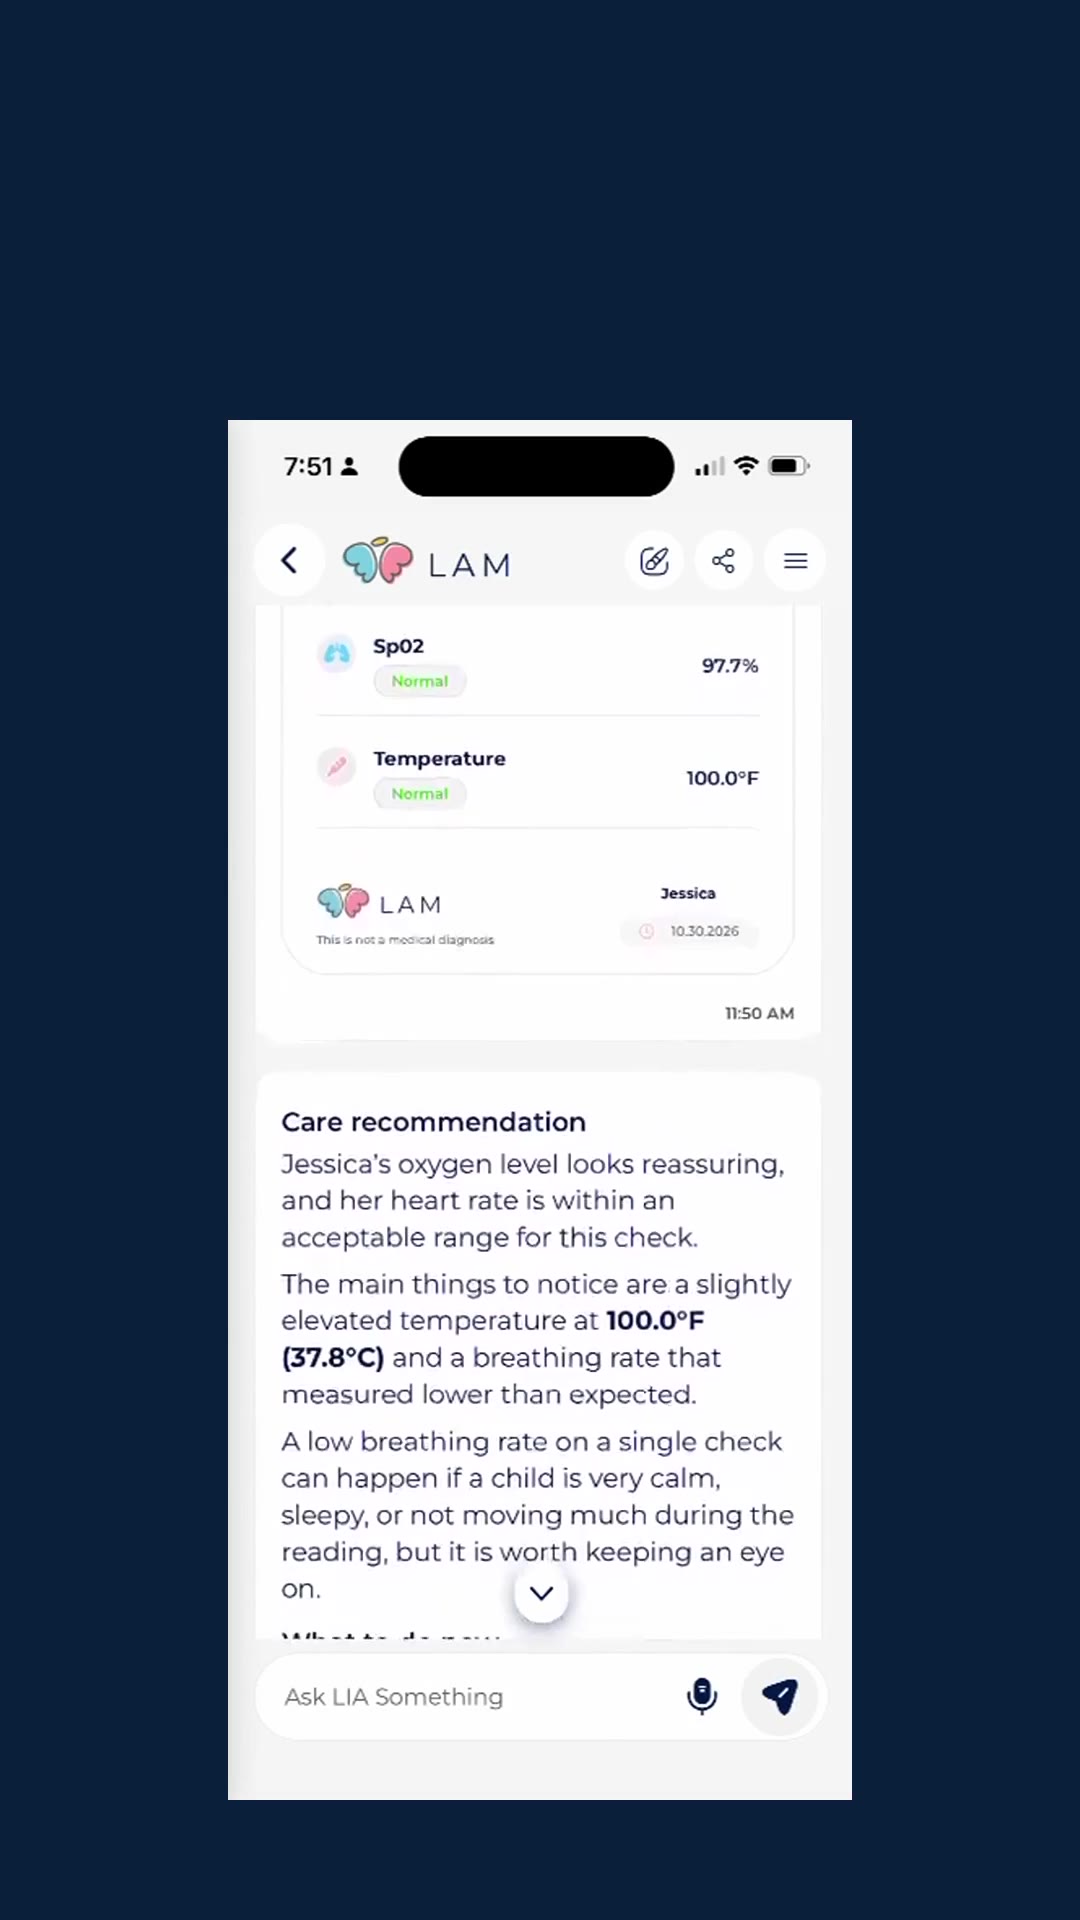 7:51
LAM
Sp02
Normal
97.7%
Temperature
Normal
100.0°F
LAM
This is not a medical diagnosis
Jessica
10.30.2026
11:50 AM
Care recommendation
Jessica's oxygen level looks reassuring,
and her heart rate is within an
acceptable range for this check.
The main things to notice are a slightly
elevated temperature at 100.0°F
(37.8°C) and a breathing rate that
measured lower than expected.
A low breathing rate on a single check
can happen if a child is very calm,
sleepy, or not moving much during the
reading, but it is worth keeping an eye
on.
Ask LIA Something